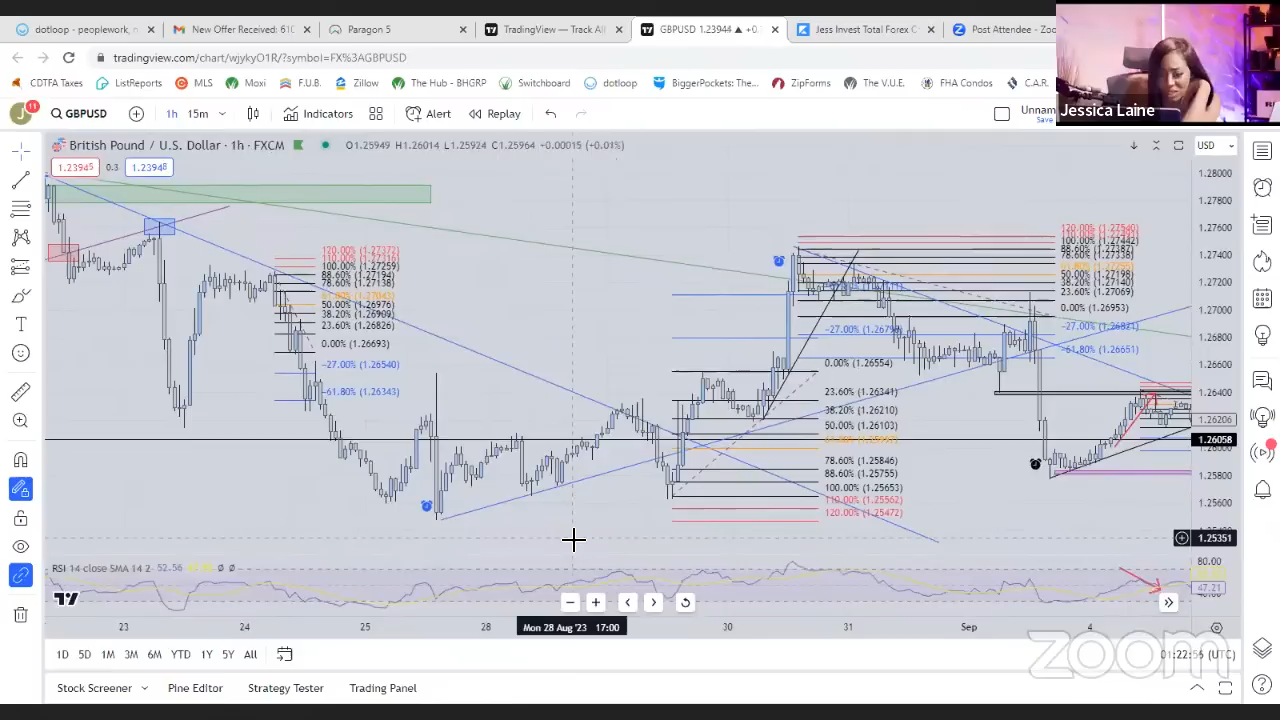 dotloop - peoplework, n
New Offer Received: 610
Paragon 5
TradingView — Track All
GBPUSD 1.23944 ▲ +0.
Jess Invest Total Forex C
Post Attendee - Zoo
tradingview.com/chart/wjykyO1R/?symbol=FX%3AGBPUSD
CDTFA Taxes
ListReports
MLS
Moxi
F.U.B.
Zillow
The Hub - BHGRP
Switchboard
dotloop
BiggerPockets: The...
ZipForms
The V.U.E.
FHA Condos
C.A.R.
Jessica Laine
J 11
GBPUSD
1h 15m
Indicators
Alert
Replay
Unnam
Save
British Pound / U.S. Dollar · 1h · FXCM
O1.25949 H1.26014 L1.25924 C1.25964 +0.00015 (+0.01%)
USD
1.23945 0.3 1.23948
120.00% (1.27372)
100.00% (1.27259)
88.60% (1.27194)
78.60% (1.27138)
50.00% (1.26976)
38.20% (1.26909)
23.60% (1.26826)
0.00% (1.26693)
-27.00% (1.26540)
-61.80% (1.26343)
0.00% (1.26554)
23.60% (1.26341)
38.20% (1.26210)
50.00% (1.26103)
78.60% (1.25846)
88.60% (1.25755)
100.00% (1.25653)
110.00% (1.25562)
120.00% (1.25472)
120.00% (1.27540)
100.00% (1.27442)
88.60% (1.27387)
78.60% (1.27338)
50.00% (1.27198)
38.20% (1.27140)
23.60% (1.27069)
0.00% (1.26953)
-27.00% (1.26821)
-61.80% (1.26651)
1.28000
1.27800
1.27600
1.27400
1.27200
1.27000
1.26800
1.26600
1.26400
1.26206
1.26058
1.25800
1.25600
1.25351
RSI 14 close SMA 14 2 52.56
80.00
47.21
21 24 25 28 Mon 28 Aug '23 17:00 30 31 Sep 4
1D 5D 1M 3M 6M YTD 1Y 5Y All
01:22:56 (UTC)
zoom
Stock Screener
Pine Editor
Strategy Tester
Trading Panel